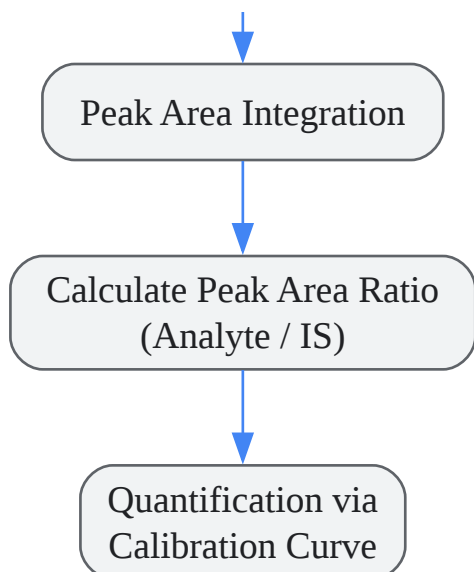 Peak Area Integration
Calculate Peak Area Ratio
(Analyte / IS)
Quantification via
Calibration Curve